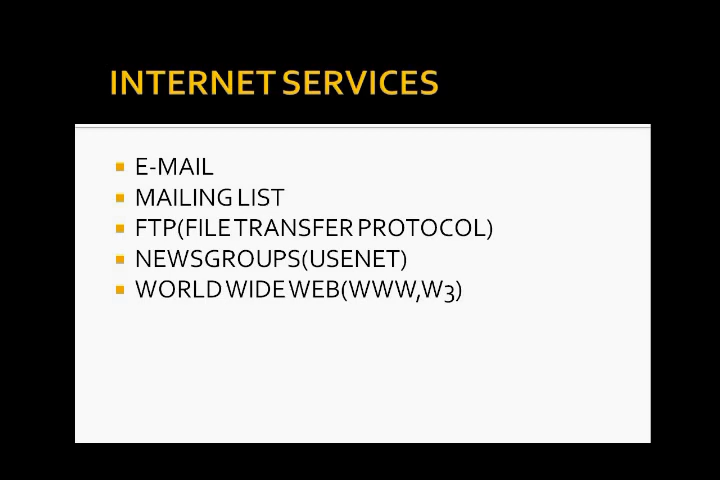 INTERNET SERVICES
E-MAIL
MAILING LIST
FTP(FILE TRANSFER PROTOCOL)
NEWSGROUPS(USENET)
WORLD WIDE WEB(WWW,W3)